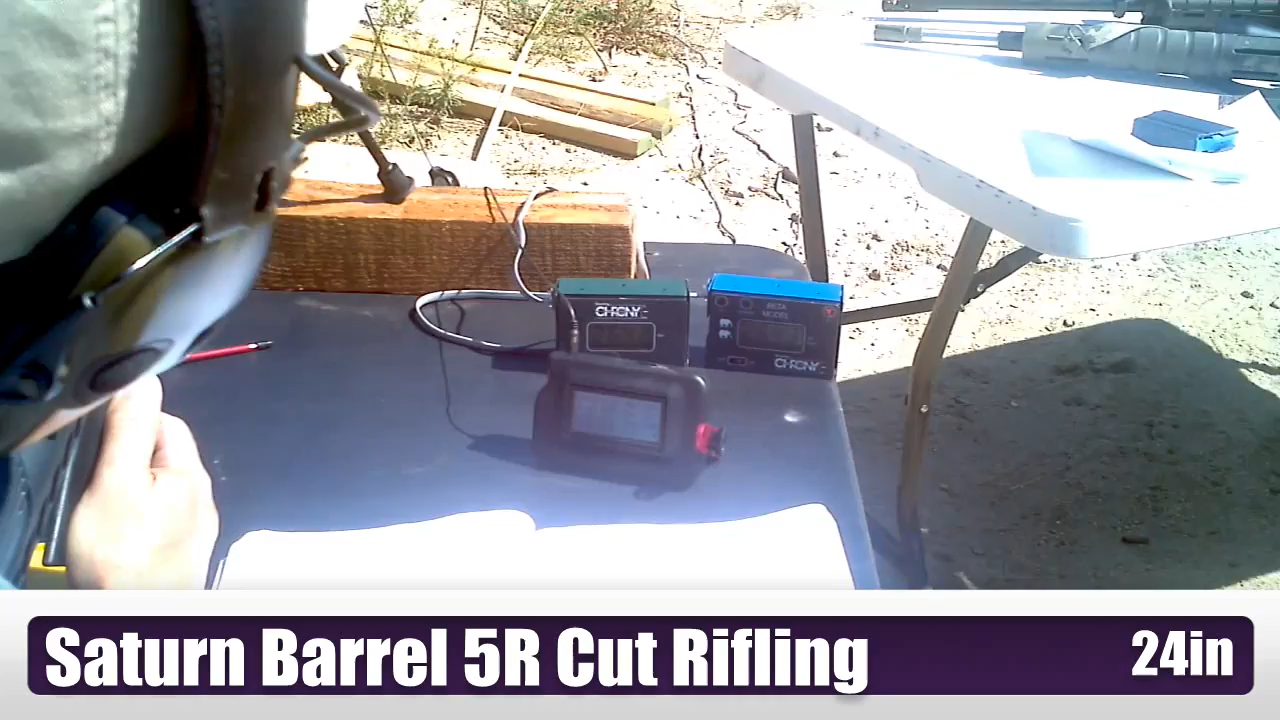 CHRONY
BETA
MODEL
CHRONY
Saturn Barrel 5R Cut Rifling
24in